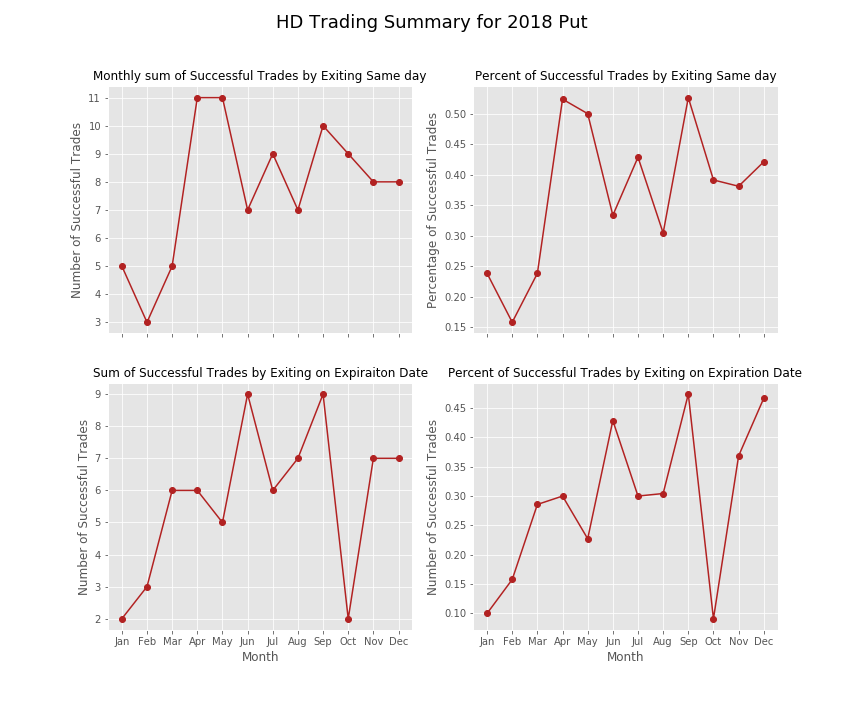 HD Trading Summary for 2018 Put
Monthly sum of Successful Trades by Exiting Same day
Number of Successful Trades
11
10
9
8
7
6
5
4
3
Percent of Successful Trades by Exiting Same day
Percentage of Successful Trades
0.50
0.45
0.40
0.35
0.30
0.25
0.20
0.15
Sum of Successful Trades by Exiting on Expiraiton Date
Number of Successful Trades
9
8
7
6
5
4
3
2
Jan Feb Mar Apr May Jun Jul Aug Sep Oct Nov Dec
Month
Percent of Successful Trades by Exiting on Expiration Date
Number of Successful Trades
0.45
0.40
0.35
0.30
0.25
0.20
0.15
0.10
Jan Feb Mar Apr May Jun Jul Aug Sep Oct Nov Dec
Month